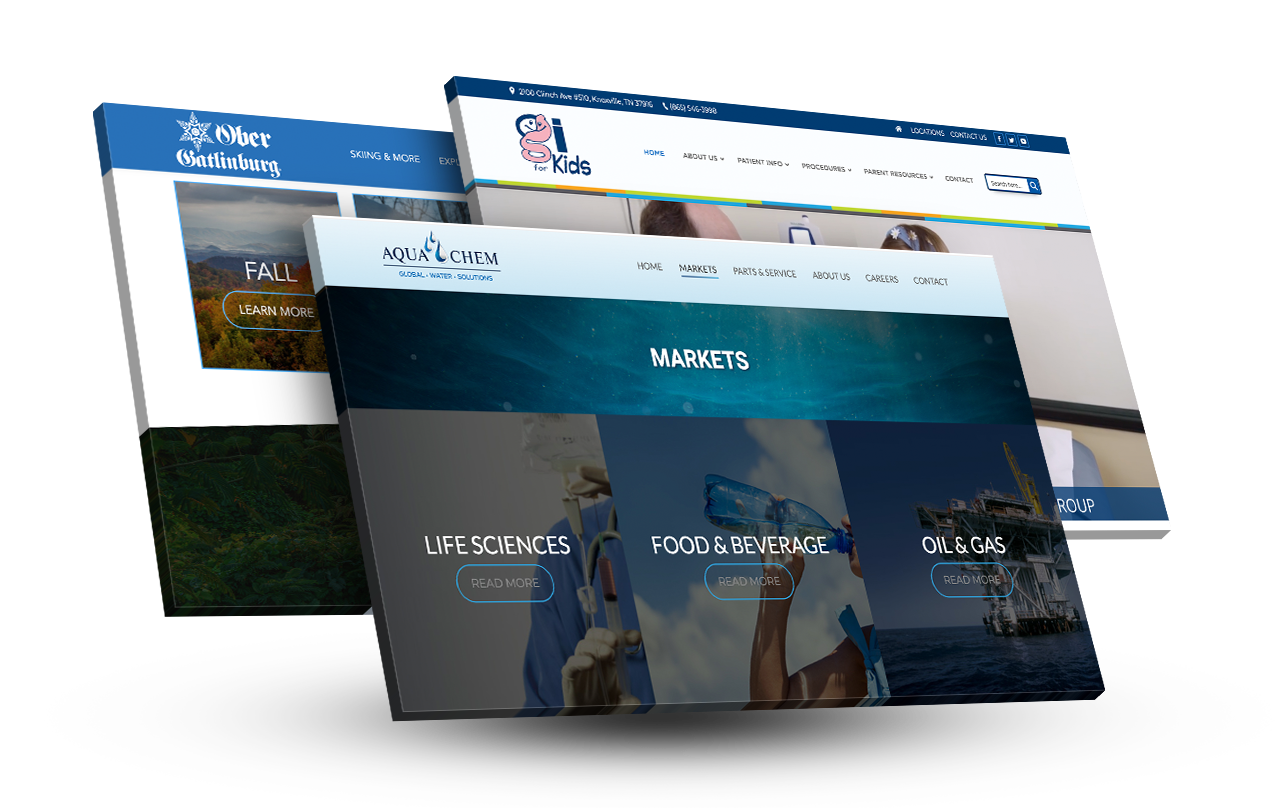 Ober
Gatlinburg
SKIING & MORE
FALL
LEARN MORE
2100 Clinch Ave #510, Knoxville, TN 37916 (865) 546-3998
LOCATIONS CONTACT US
gi
for Kids
HOME ABOUT US PATIENT INFO PROCEDURES PARENT RESOURCES CONTACT
Search here...
AQUA CHEM
GLOBAL · WATER · SOLUTIONS
HOME MARKETS PARTS & SERVICE ABOUT US CAREERS CONTACT
MARKETS
LIFE SCIENCES
READ MORE
FOOD & BEVERAGE
READ MORE
OIL & GAS
READ MORE